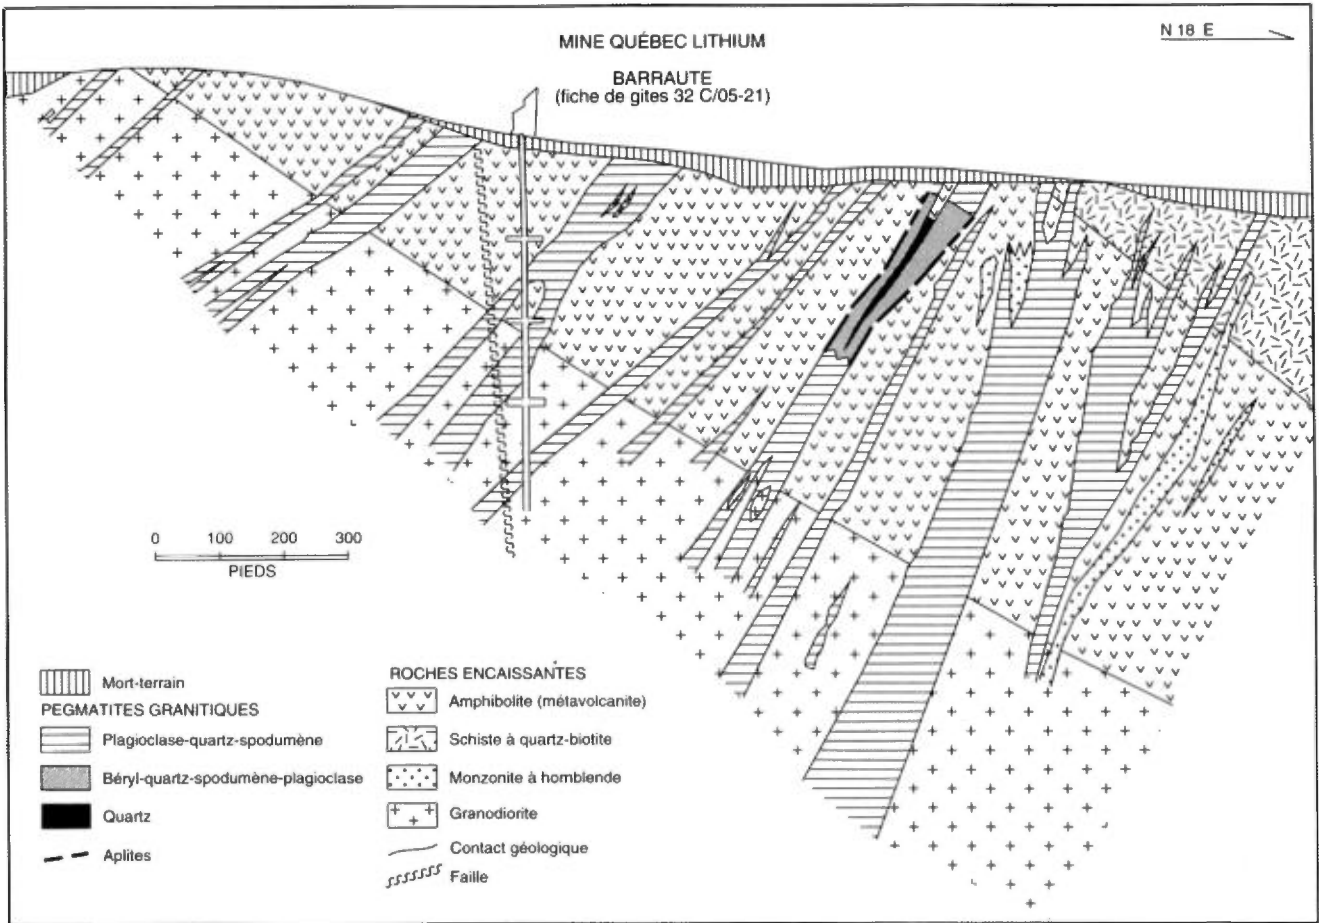 MINE QUÉBEC LITHIUM
BARRAUTE
(fiche de gites 32 C/05-21)
N 18 E
0 100 200 300
PIEDS
Mort-terrain
PEGMATITES GRANITIQUES
Plagioclase-quartz-spodumène
Béryl-quartz-spodumène-plagioclase
Quartz
Aplites
ROCHES ENCAISSANTES
Amphibolite (métavolcanite)
Schiste à quartz-biotite
Monzonite à hornblende
Granodiorite
Contact géologique
Faille